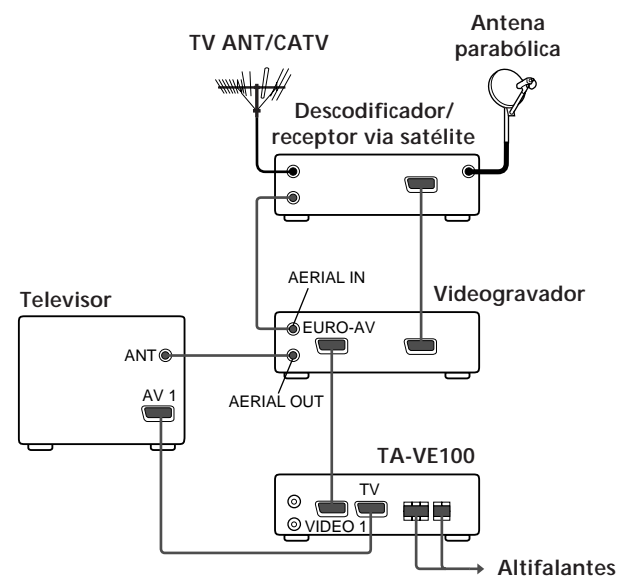 TV ANT/CATV
Antena
parabólica
Descodificador/
receptor via satélite
AERIAL IN
Televisor
Videogravador
EURO-AV
ANT
AV 1
AERIAL OUT
TA-VE100
TV
VIDEO 1
Altifalantes